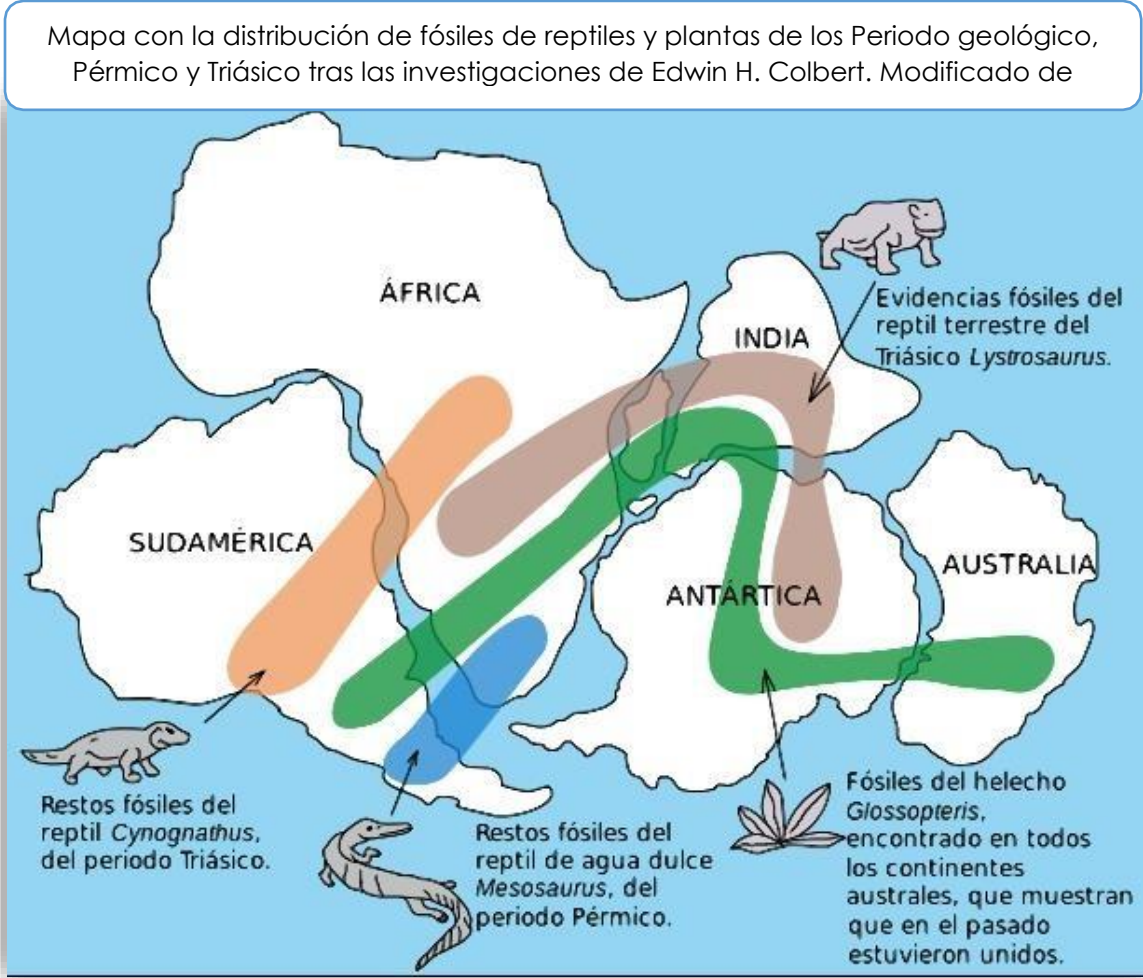 Mapa con la distribución de fósiles de reptiles y plantas de los Periodo geológico,
Pérmico y Triásico tras las investigaciones de Edwin H. Colbert. Modificado de
ÁFRICA
INDIA
Evidencias fósiles del
reptil terrestre del
Triásico Lystrosaurus.
SUDAMÉRICA
ANTÁRTICA
AUSTRALIA
Restos fósiles del
reptil Cynognathus,
del periodo Triásico.
Restos fósiles del
reptil de agua dulce
Mesosaurus, del
periodo Pérmico.
Fósiles del helecho
Glossopteris,
encontrado en todos
los continentes
australes, que muestran
que en el pasado
estuvieron unidos.